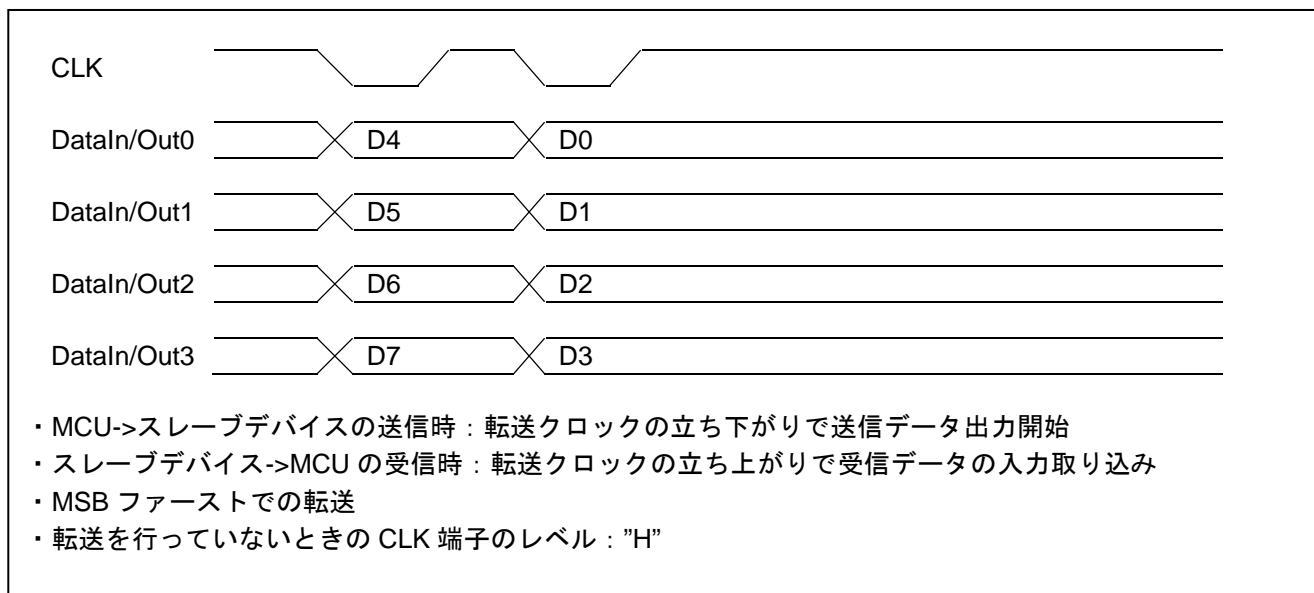 CLK
DataIn/Out0 D4 D0
DataIn/Out1 D5 D1
DataIn/Out2 D6 D2
DataIn/Out3 D7 D3
・MCU->スレーブデバイスの送信時：転送クロックの立ち下がりで送信データ出力開始
・スレーブデバイス->MCU の受信時：転送クロックの立ち上がりで受信データの入力取り込み
・MSB ファーストでの転送
・転送を行っていないときの CLK 端子のレベル：”H”